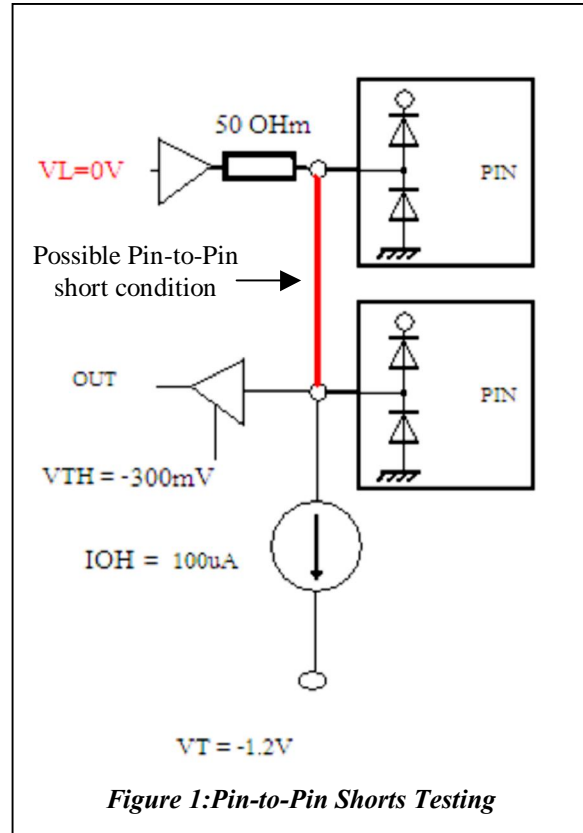 50 OHm
VL=0V
PIN
Possible Pin-to-Pin
short condition
OUT
PIN
VTH = -300mV
IOH = 100uA
VT = -1.2V
Figure 1:Pin-to-Pin Shorts Testing